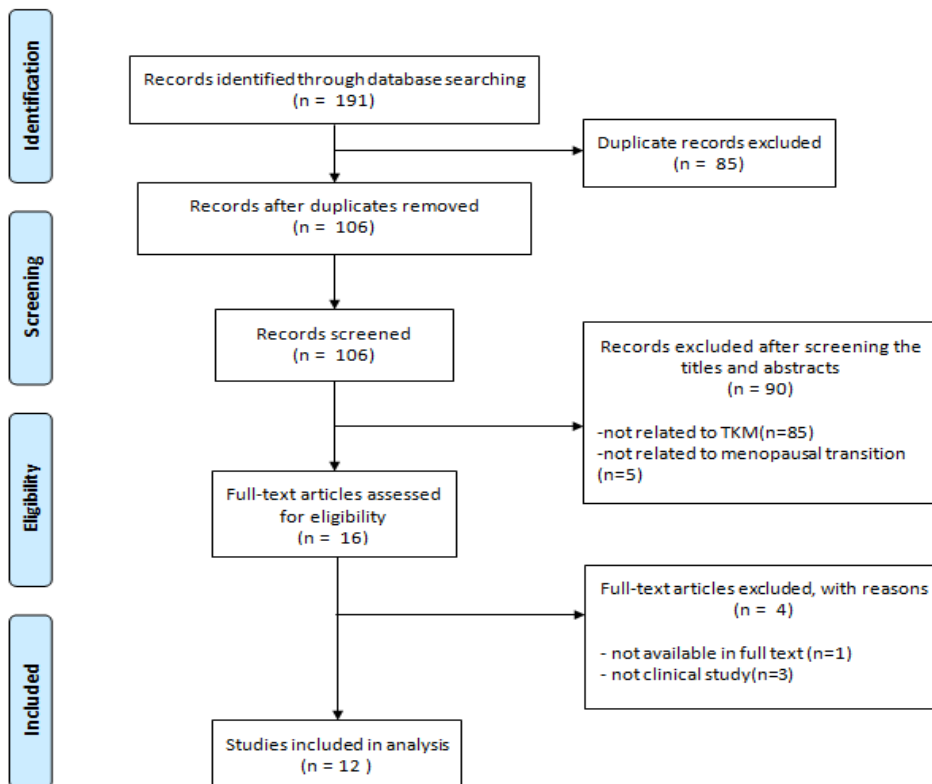 Identification
Records identified through database searching
(n = 191)
Duplicate records excluded
(n = 85)
Records after duplicates removed
(n = 106)
Screening
Records screened
(n = 106)
Records excluded after screening the
titles and abstracts
(n = 90)
-not related to TKM(n=85)
-not related to menopausal transition
(n=5)
Eligibility
Full-text articles assessed
for eligibility
(n = 16)
Full-text articles excluded, with reasons
(n = 4)
- not available in full text (n=1)
- not clinical study(n=3)
Included
Studies included in analysis
(n = 12 )